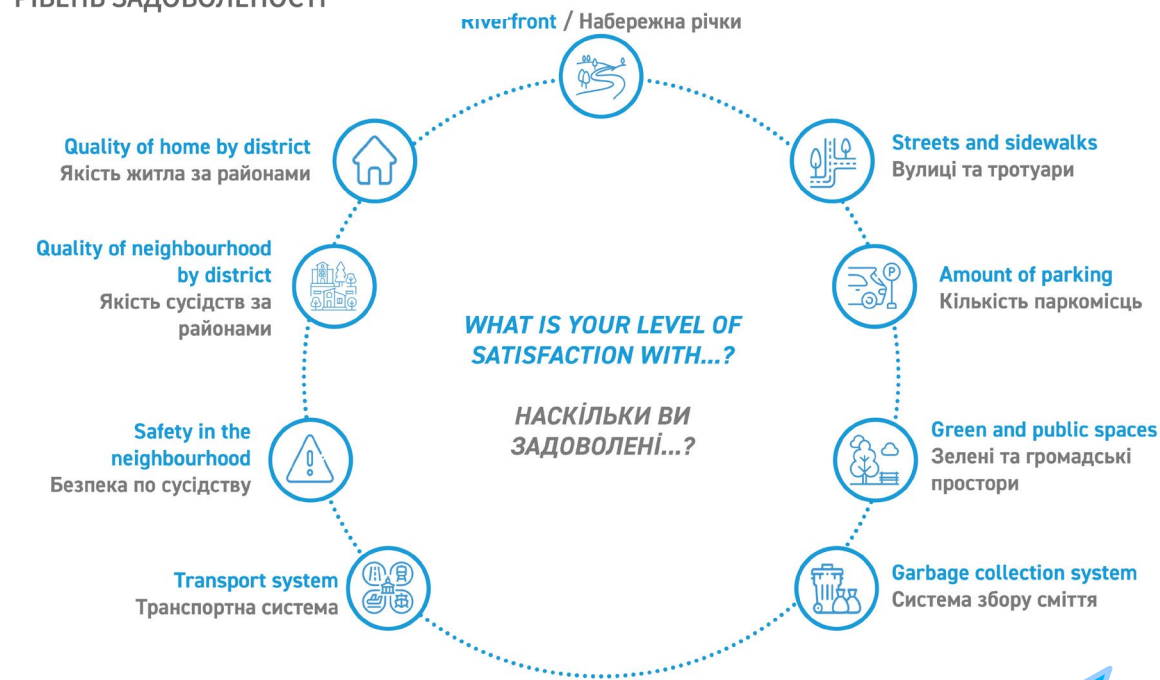 РІВЕНЬ ЗАДОВОЛЕНОСТІ
Riverfront / Набережна річки
Quality of home by district
Якість житла за районами
Streets and sidewalks
Вулиці та тротуари
Quality of neighbourhood
by district
Якість сусідств за
районами
Amount of parking
Кількість паркомісць
WHAT IS YOUR LEVEL OF
SATISFACTION WITH...?
НАСКІЛЬКИ ВИ
ЗАДОВОЛЕНІ...?
Safety in the
neighbourhood
Безпека по сусідству
Green and public spaces
Зелені та громадські
простори
Transport system
Транспортна система
Garbage collection system
Система збору сміття
P